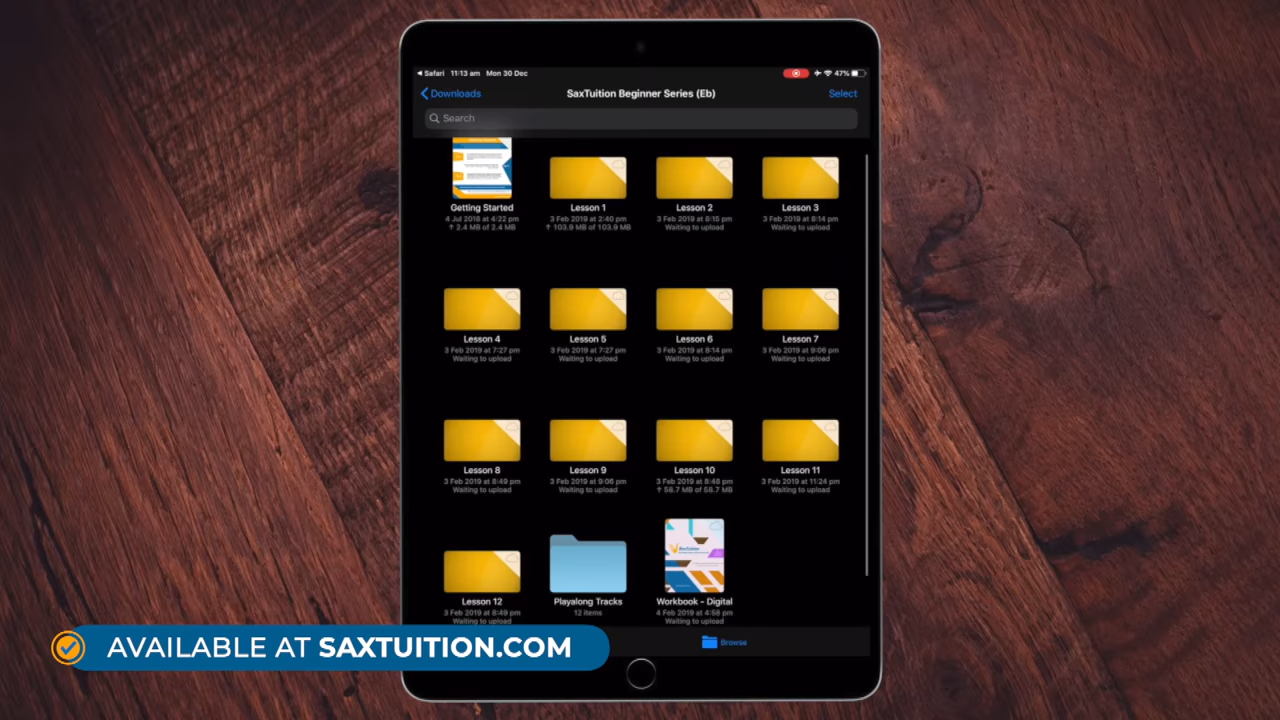 Safari 11:13 am Mon 30 Dec
47%
Downloads
SaxTuition Beginner Series (Eb)
Select
Search
Getting Started
4 Jul 2018 at 4:22 pm
↑ 2.4 MB of 2.4 MB
Lesson 1
3 Feb 2019 at 2:40 pm
↑ 103.9 MB of 103.9 MB
Lesson 2
3 Feb 2019 at 8:15 pm
Waiting to upload
Lesson 3
3 Feb 2019 at 8:14 pm
Waiting to upload
Lesson 4
3 Feb 2019 at 7:27 pm
Waiting to upload
Lesson 5
3 Feb 2019 at 7:27 pm
Waiting to upload
Lesson 6
3 Feb 2019 at 8:14 pm
Waiting to upload
Lesson 7
3 Feb 2019 at 9:06 pm
Waiting to upload
Lesson 8
3 Feb 2019 at 8:49 pm
Waiting to upload
Lesson 9
3 Feb 2019 at 9:06 pm
Waiting to upload
Lesson 10
3 Feb 2019 at 8:48 pm
↑ 58.7 MB of 58.7 MB
Lesson 11
3 Feb 2019 at 11:24 pm
Waiting to upload
Lesson 12
3 Feb 2019 at 8:49 pm
Waiting to upload
Playalong Tracks
12 items
SaxTuition
Workbook - Digital
4 Feb 2019 at 4:58 pm
Waiting to upload
Browse
AVAILABLE AT SAXTUITION.COM